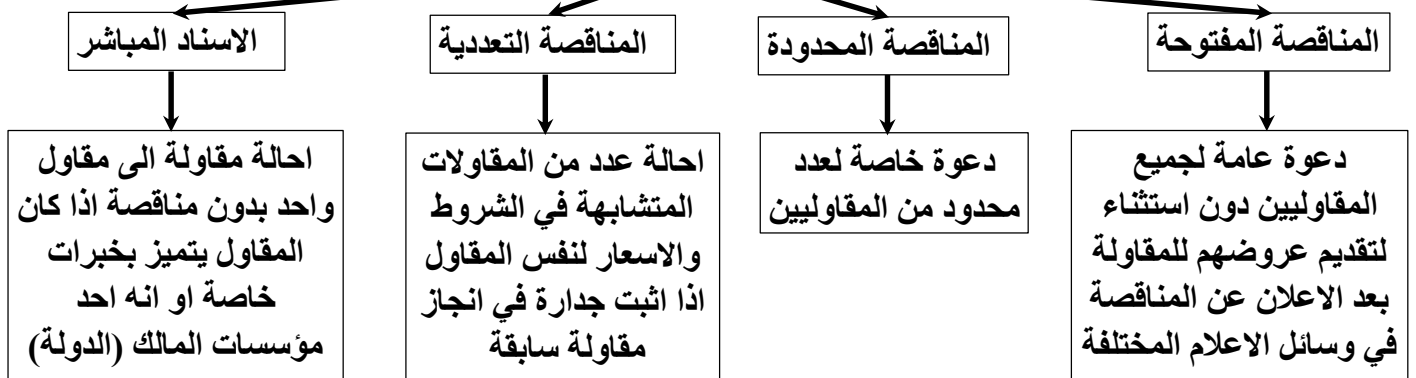 المناقصة المفتوحة
المناقصة المحدودة
المناقصة التعددية
الاسناد المباشر
دعوة عامة لجميع
المقاوليين دون استثناء
لتقديم عروضهم للمقاولة
بعد الاعلان عن المناقصة
في وسائل الاعلام المختلفة
دعوة خاصة لعدد
محدود من المقاوليين
احالة عدد من المقاولات
المتشابهة في الشروط
والاسعار لنفس المقاول
اذا اثبت جدارة في انجاز
مقاولة سابقة
احالة مقاولة الى مقاول
واحد بدون مناقصة اذا كان
المقاول يتميز بخبرات
خاصة او انه احد
مؤسسات المالك (الدولة)